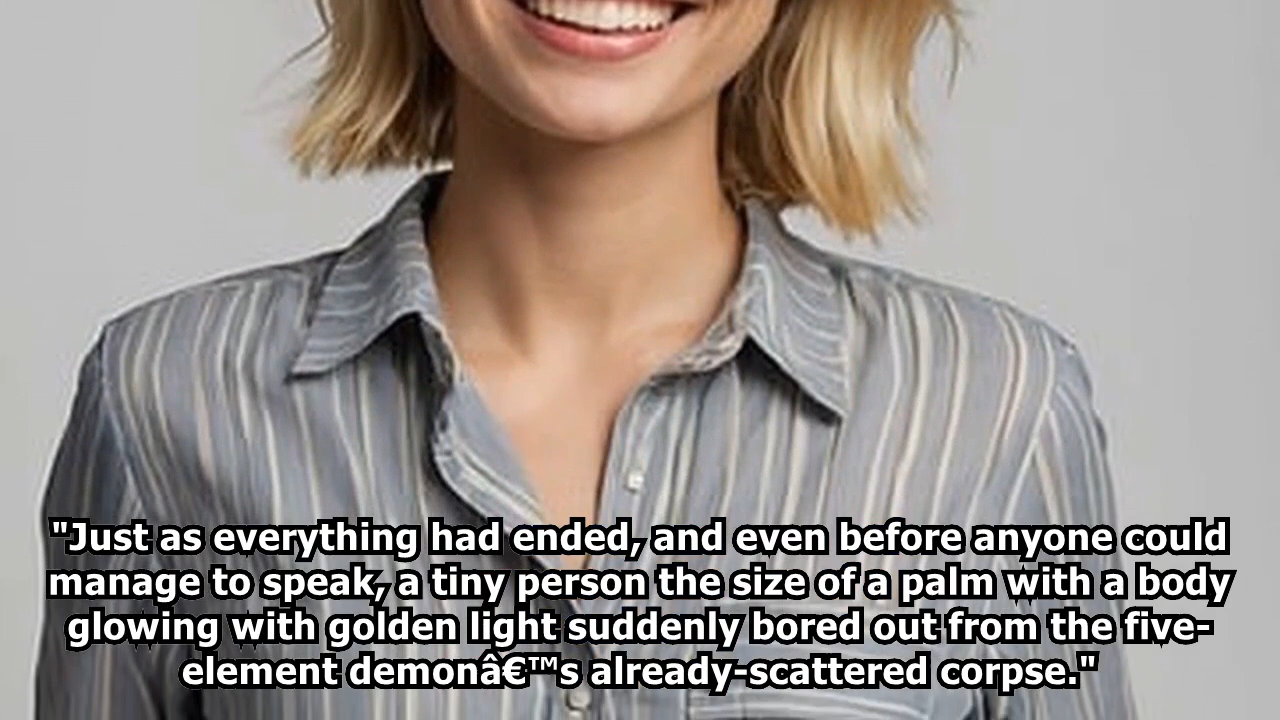 "Just as everything had ended, and even before anyone could
manage to speak, a tiny person the size of a palm with a body
glowing with golden light suddenly bored out from the five-
element demonâ€™s already-scattered corpse."